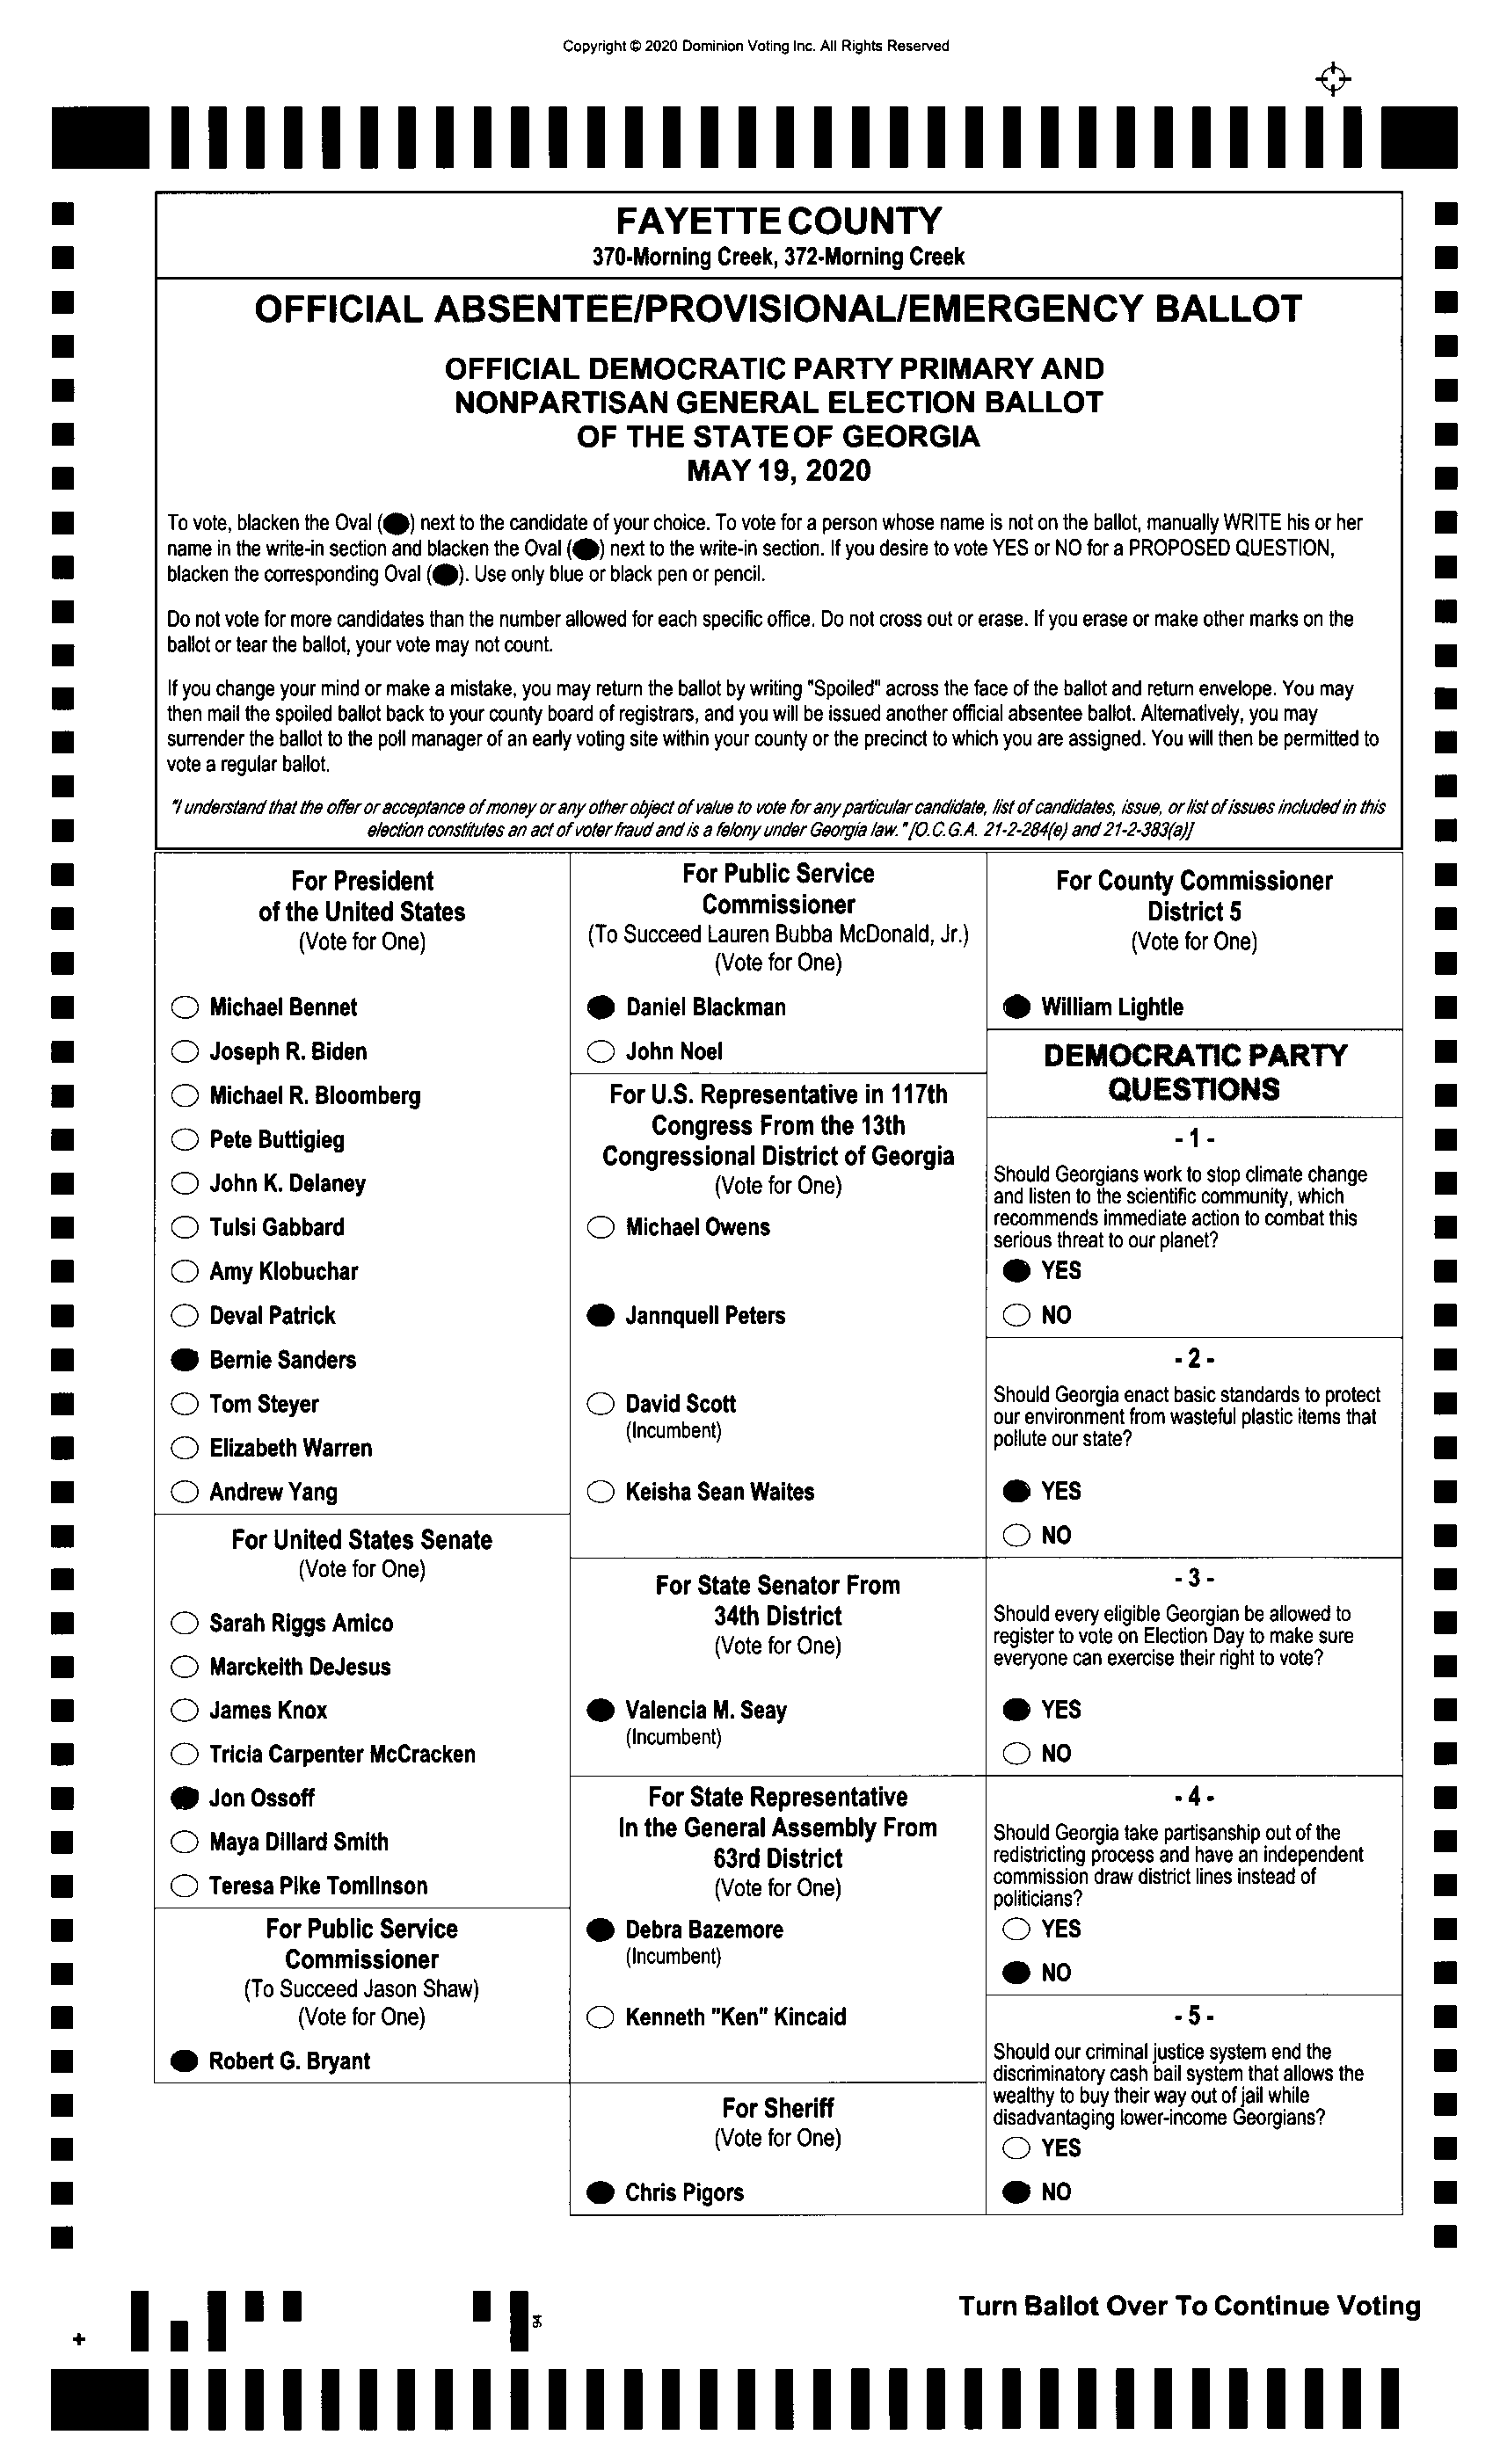 Copyright © 2020 Dominion Voting Inc. All Rights Reserved
FAYETTE COUNTY
370-Morning Creek, 372-Morning Creek
OFFICIAL ABSENTEE/PROVISIONAL/EMERGENCY BALLOT
OFFICIAL DEMOCRATIC PARTY PRIMARY AND
NONPARTISAN GENERAL ELECTION BALLOT
OF THE STATE OF GEORGIA
MAY 19, 2020
To vote, blacken the Oval ( ) next to the candidate of your choice. To vote for a person whose name is not on the ballot, manually WRITE his or her
name in the write-in section and blacken the Oval ( ) next to the write-in section. If you desire to vote YES or NO for a PROPOSED QUESTION,
blacken the corresponding Oval ( ). Use only blue or black pen or pencil.
Do not vote for more candidates than the number allowed for each specific office. Do not cross out or erase. If you erase or make other marks on the
ballot or tear the ballot, your vote may not count.
If you change your mind or make a mistake, you may return the ballot by writing "Spoiled" across the face of the ballot and return envelope. You may
then mail the spoiled ballot back to your county board of registrars, and you will be issued another official absentee ballot. Alternatively, you may
surrender the ballot to the poll manager of an early voting site within your county or the precinct to which you are assigned. You will then be permitted to
vote a regular ballot.
"I understand that the offer or acceptance of money or any other object of value to vote for any particular candidate, list of candidates, issue, or list of issues included in this
election constitutes an act of voter fraud and is a felony under Georgia law." [O.C.G.A. 21-2-284(e) and 21-2-383(a)]
For President
of the United States
(Vote for One)
Michael Bennet
Joseph R. Biden
Michael R. Bloomberg
Pete Buttigieg
John K. Delaney
Tulsi Gabbard
Amy Klobuchar
Deval Patrick
Bernie Sanders
Tom Steyer
Elizabeth Warren
Andrew Yang
For United States Senate
(Vote for One)
Sarah Riggs Amico
Marckeith DeJesus
James Knox
Tricia Carpenter McCracken
Jon Ossoff
Maya Dillard Smith
Teresa Pike Tomlinson
For Public Service
Commissioner
(To Succeed Jason Shaw)
(Vote for One)
Robert G. Bryant
For Public Service
Commissioner
(To Succeed Lauren Bubba McDonald, Jr.)
(Vote for One)
Daniel Blackman
John Noel
For U.S. Representative in 117th
Congress From the 13th
Congressional District of Georgia
(Vote for One)
Michael Owens
Jannquell Peters
David Scott
(Incumbent)
Keisha Sean Waites
For State Senator From
34th District
(Vote for One)
Valencia M. Seay
(Incumbent)
For State Representative
In the General Assembly From
63rd District
(Vote for One)
Debra Bazemore
(Incumbent)
Kenneth "Ken" Kincaid
For Sheriff
(Vote for One)
Chris Pigors
For County Commissioner
District 5
(Vote for One)
William Lightle
DEMOCRATIC PARTY
QUESTIONS
- 1 -
Should Georgians work to stop climate change
and listen to the scientific community, which
recommends immediate action to combat this
serious threat to our planet?
YES
NO
- 2 -
Should Georgia enact basic standards to protect
our environment from wasteful plastic items that
pollute our state?
YES
NO
- 3 -
Should every eligible Georgian be allowed to
register to vote on Election Day to make sure
everyone can exercise their right to vote?
YES
NO
- 4 -
Should Georgia take partisanship out of the
redistricting process and have an independent
commission draw district lines instead of
politicians?
YES
NO
- 5 -
Should our criminal justice system end the
discriminatory cash bail system that allows the
wealthy to buy their way out of jail while
disadvantaging lower-income Georgians?
YES
NO
Turn Ballot Over To Continue Voting
94